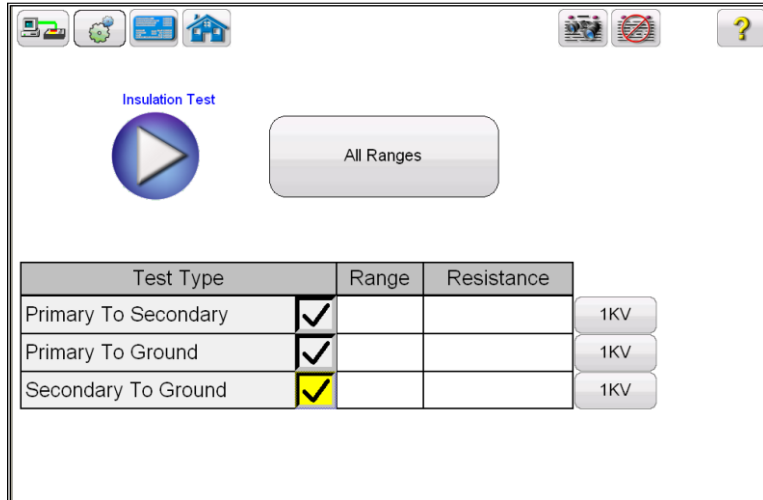 ?
Insulation Test
All Ranges
Test Type Range Resistance
Primary To Secondary 1KV
Primary To Ground 1KV
Secondary To Ground 1KV